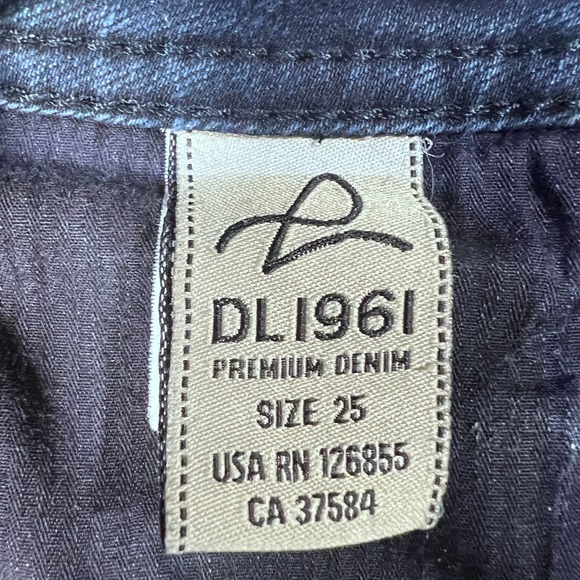 DL1961
PREMIUM DENIM
SIZE 25
USA RN 126855
CA 37584